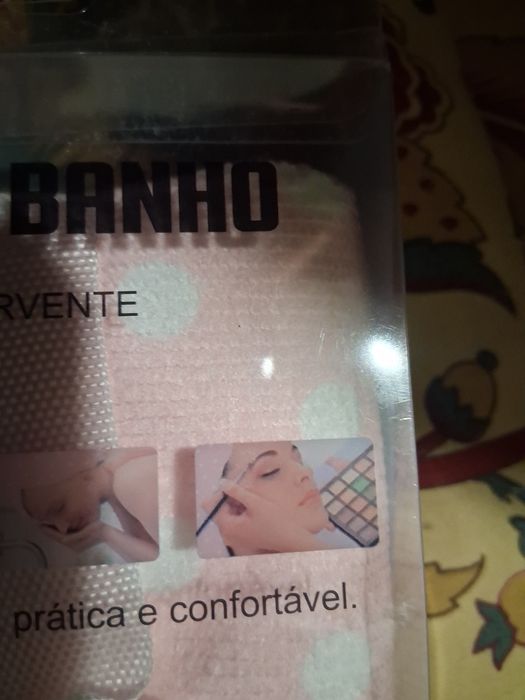 BANHO
RVENTE
prática e confortável.